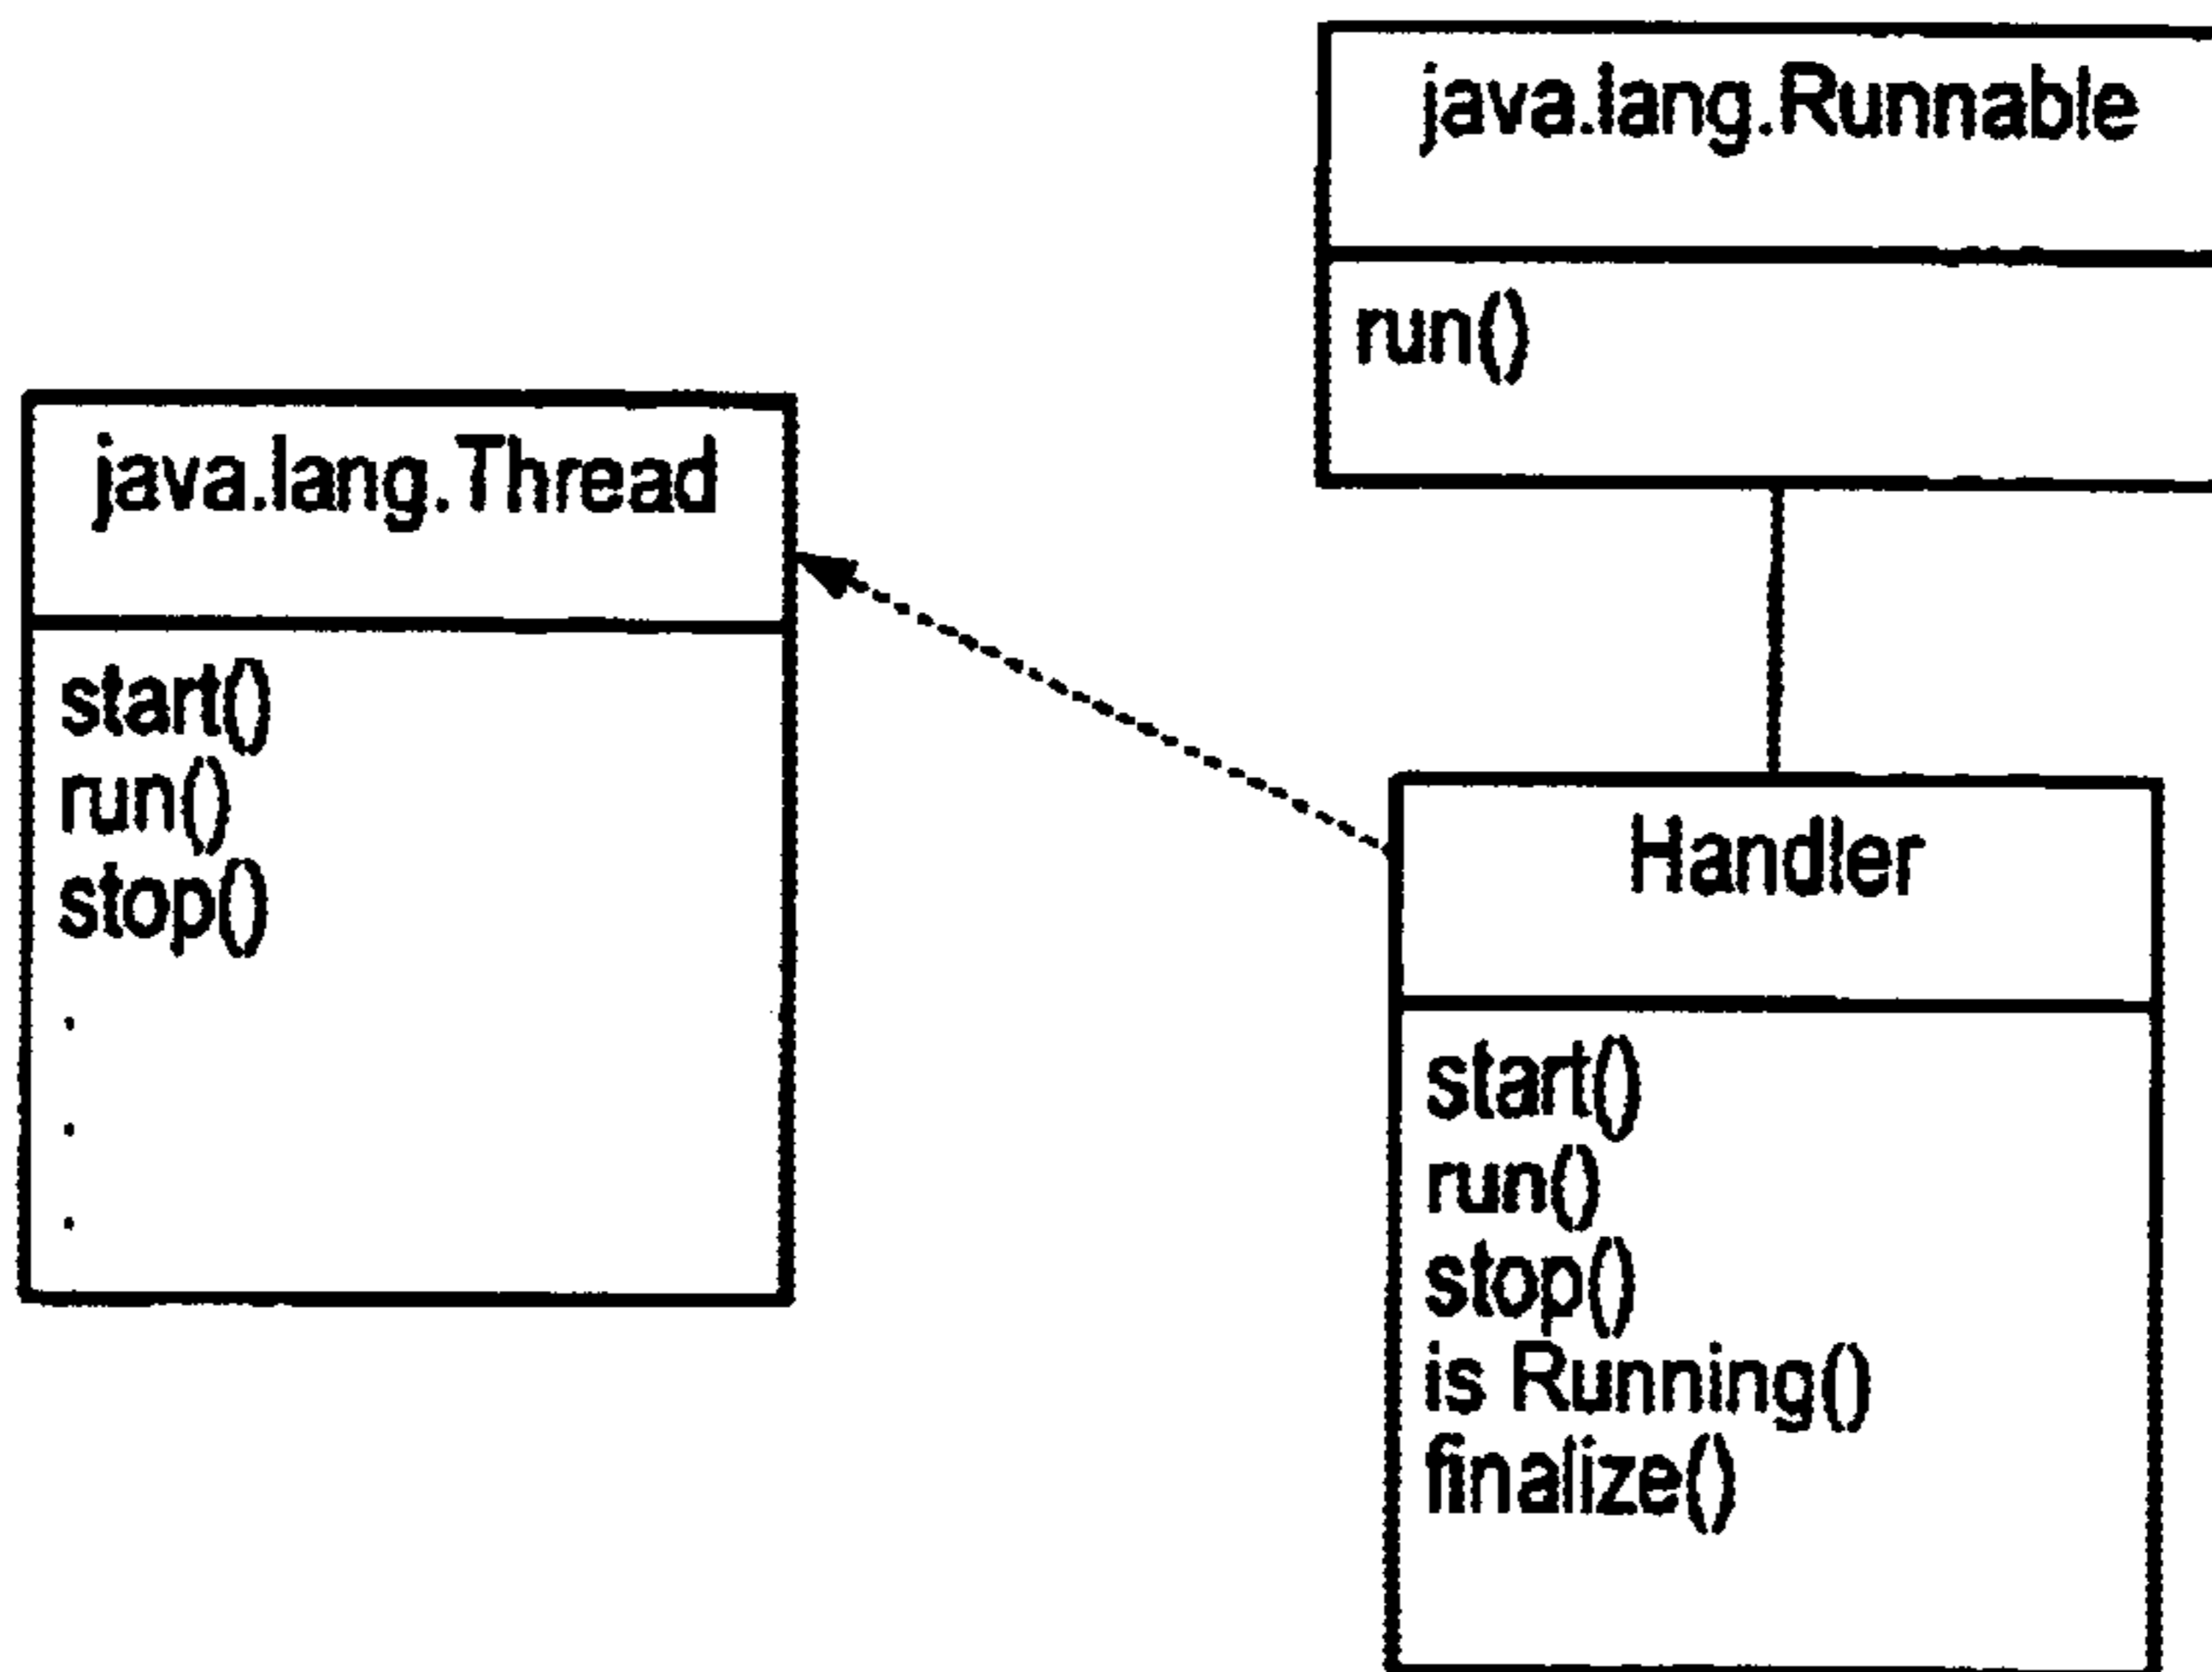 java.lang.Runnable
run()
java.lang.Thread
start()
run()
stop()
.
.
.
Handler
start()
run()
stop()
is Running()
finalize()